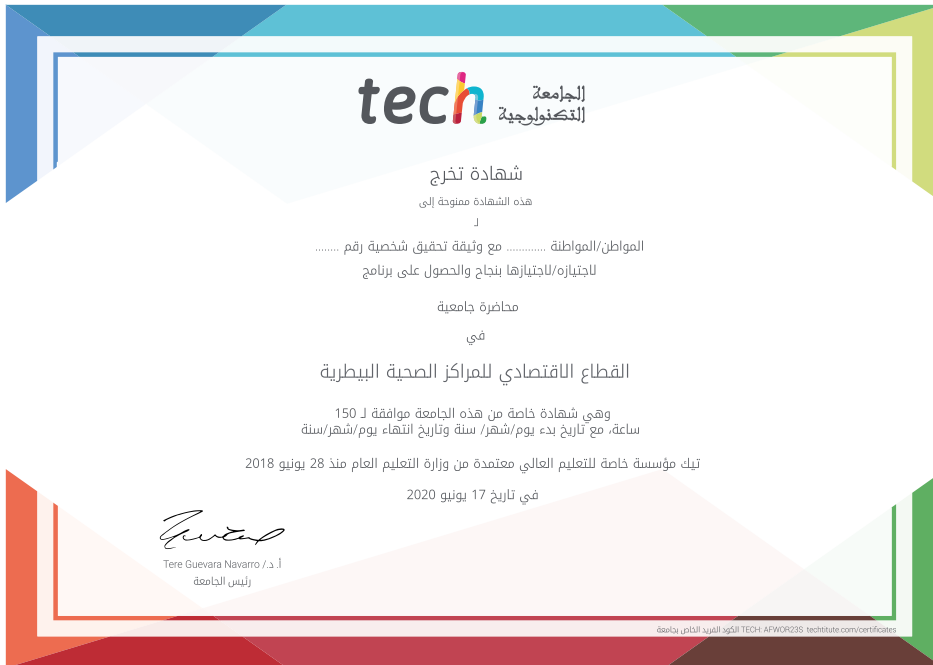 tech الجامعة
التكنولوجية
شهادة تخرج
هذه الشهادة ممنوحة إلى
لـ
المواطن/المواطنة ............ مع وثيقة تحقيق شخصية رقم ........
لاجتيازه/لاجتيازها بنجاح والحصول على برنامج
محاضرة جامعية
في
القطاع الاقتصادي للمراكز الصحية البيطرية
وهي شهادة خاصة من هذه الجامعة موافقة لـ 150
ساعة، مع تاريخ بدء يوم/شهر/ سنة وتاريخ انتهاء يوم/شهر/سنة
تيك مؤسسة خاصة للتعليم العالي معتمدة من وزارة التعليم العام منذ 28 يونيو 2018
في تاريخ 17 يونيو 2020
أ. د./ Tere Guevara Navarro
رئيس الجامعة
الكود الفريد الخاص بجامعة TECH: AFWOR23S techtitute.com/certificates